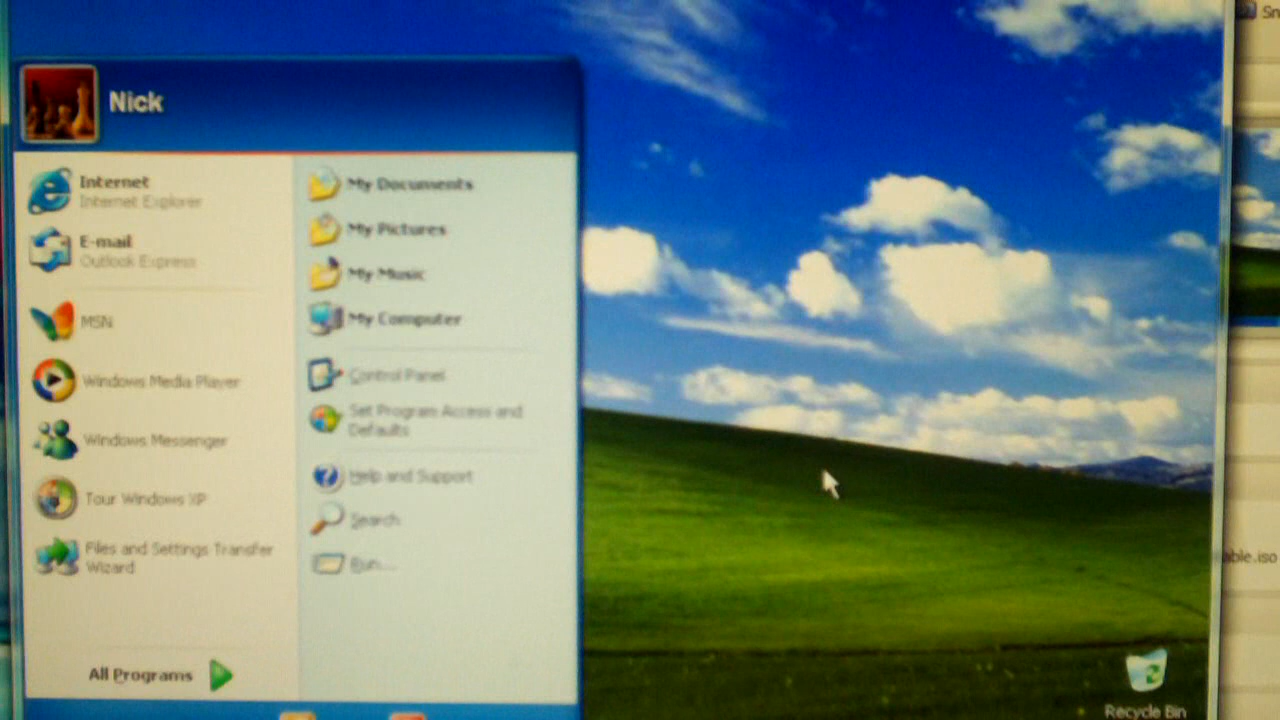 Nick
Internet
Internet Explorer
E-mail
Outlook Express
MSN
Windows Media Player
Windows Messenger
Tour Windows XP
Files and Settings Transfer
Wizard
All Programs
My Documents
My Pictures
My Music
My Computer
Control Panel
Set Program Access and
Defaults
Help and Support
Search
Run...
Recycle Bin
able.iso